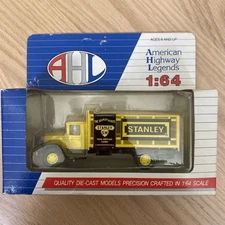 AGES 8 AND UP
AHL
American
Highway
Legends
1:64
STANLEY
STANLEY
QUALITY DIE-CAST MODELS PRECISION CRAFTED IN 1:64 SCALE